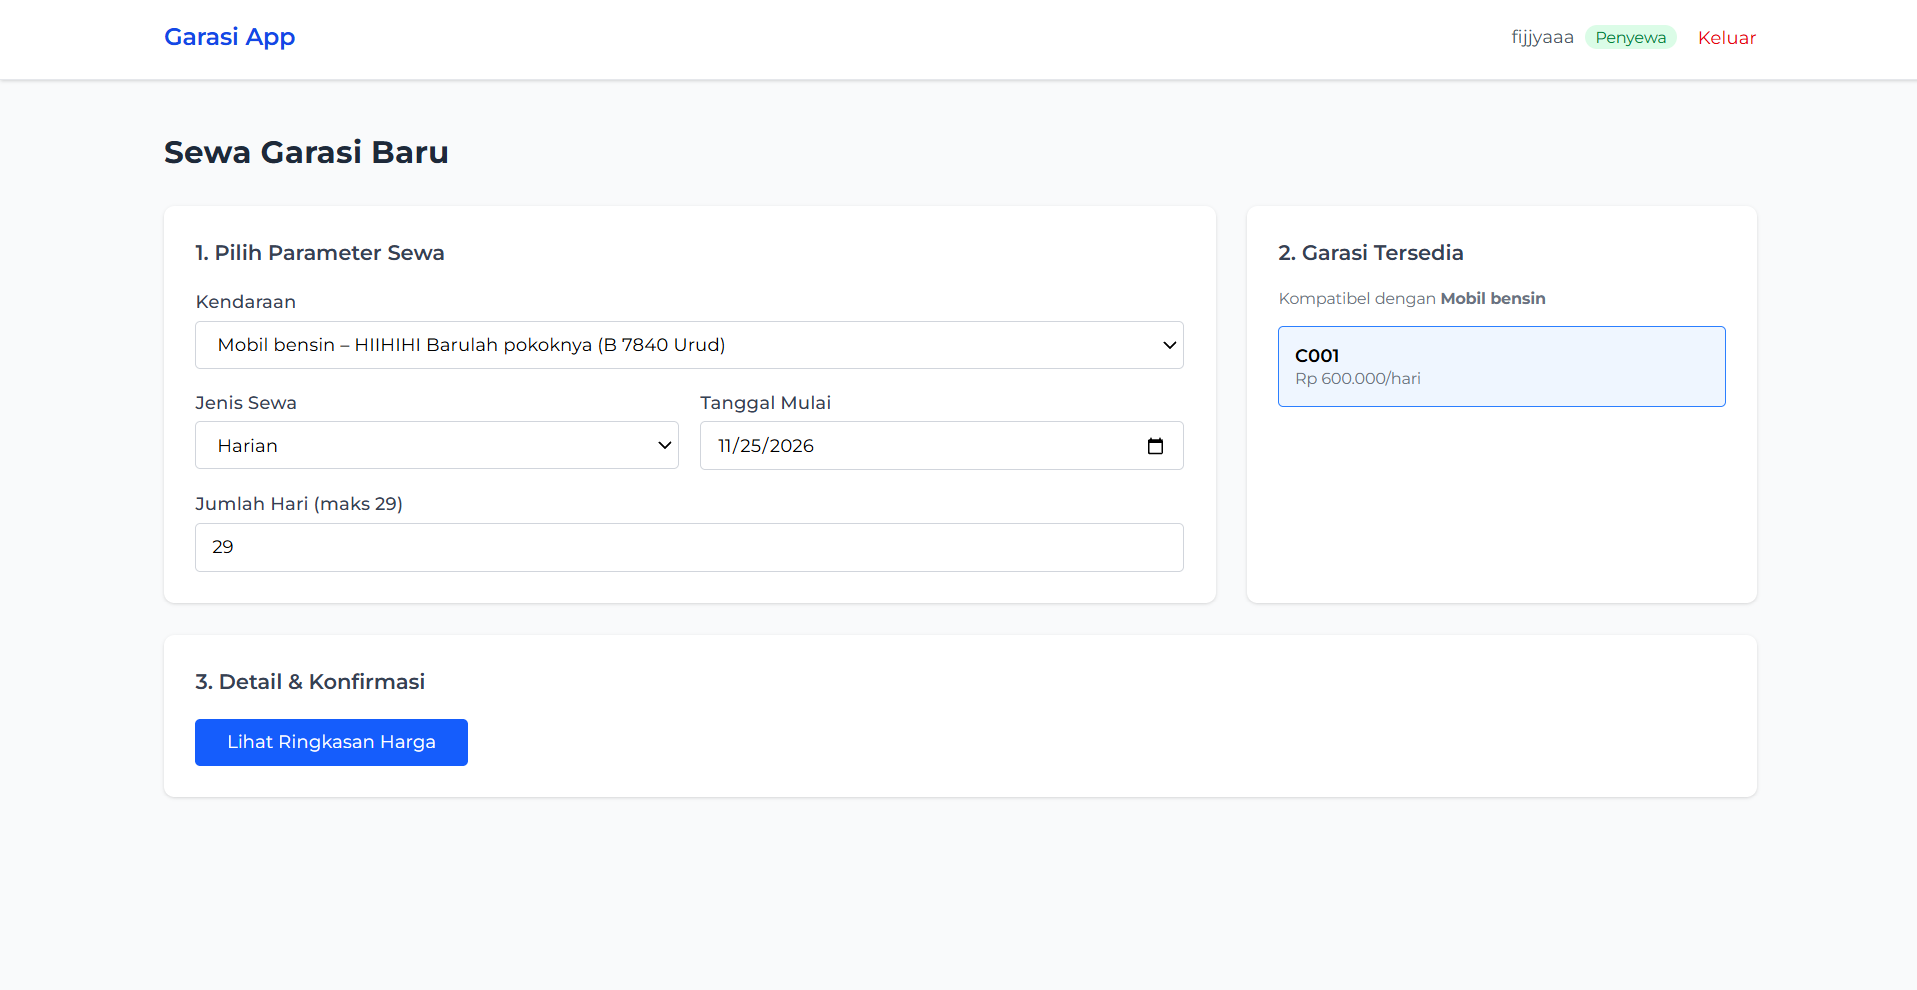 Garasi App
fijjyaaa Penyewa Keluar
Sewa Garasi Baru
1. Pilih Parameter Sewa
Kendaraan
Mobil bensin – HIIHIHI Barulah pokoknya (B 7840 Urud)
Jenis Sewa
Harian
Tanggal Mulai
11/25/2026
Jumlah Hari (maks 29)
29
2. Garasi Tersedia
Kompatibel dengan Mobil bensin
C001
Rp 600.000/hari
3. Detail & Konfirmasi
Lihat Ringkasan Harga